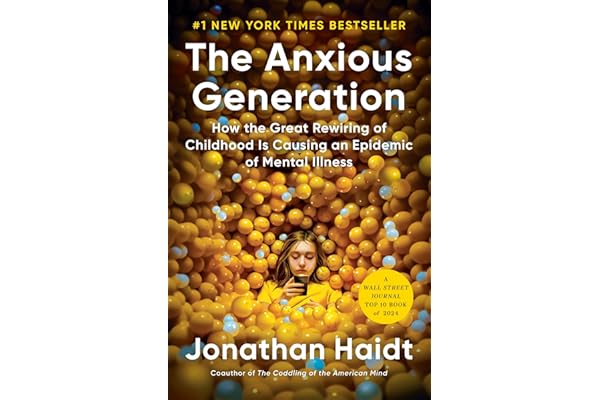 #1 NEW YORK TIMES BESTSELLER
The Anxious
Generation
How the Great Rewiring of
Childhood Is Causing an Epidemic
of Mental Illness
A
WALL STREET
JOURNAL
TOP 10 BOOK
of 2024
Jonathan Haidt
Coauthor of The Coddling of the American Mind